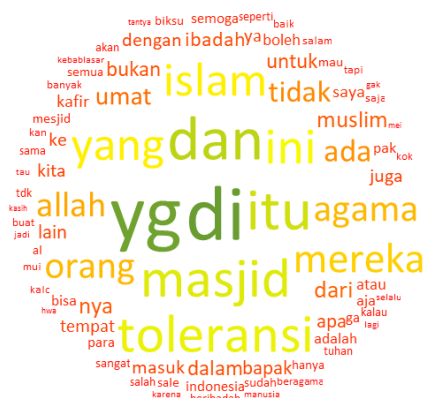 tantya biksu semoga seperti baik
akan dengan ibadah ya boleh salam
kebablasar semua bukan islam untuk mau tapi
banyak kafir umat tidak saya gak saja
mesjid muslim mei
kan ke yang dan ini ada pak kok
sama
tau kita juga
tdk
kasih allah ygdi itu agama
buat lain
jadi
al orang masjid mereka
mui
kalc bisa nya dari atau
hwa aja selalu
tempat toleransi apa ga kalau
para adalah lagi
tuhan
sangat masuk dalam bapak hanya
salah sale indonesia sudah beragama
karena manusia